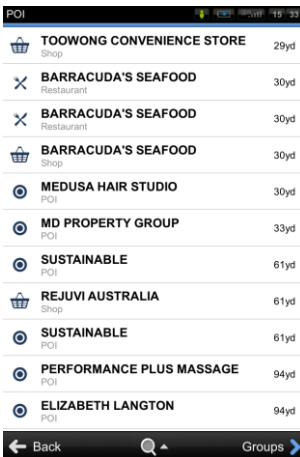 POI 15 33
TOOWONG CONVENIENCE STORE 29yd
Shop
BARRACUDA'S SEAFOOD 30yd
Restaurant
BARRACUDA'S SEAFOOD 30yd
Restaurant
BARRACUDA'S SEAFOOD 30yd
Shop
MEDUSA HAIR STUDIO 30yd
POI
MD PROPERTY GROUP 33yd
POI
SUSTAINABLE 61yd
POI
REJUVI AUSTRALIA 61yd
Shop
SUSTAINABLE 61yd
POI
PERFORMANCE PLUS MASSAGE 94yd
POI
ELIZABETH LANGTON 94yd
POI
Back Groups